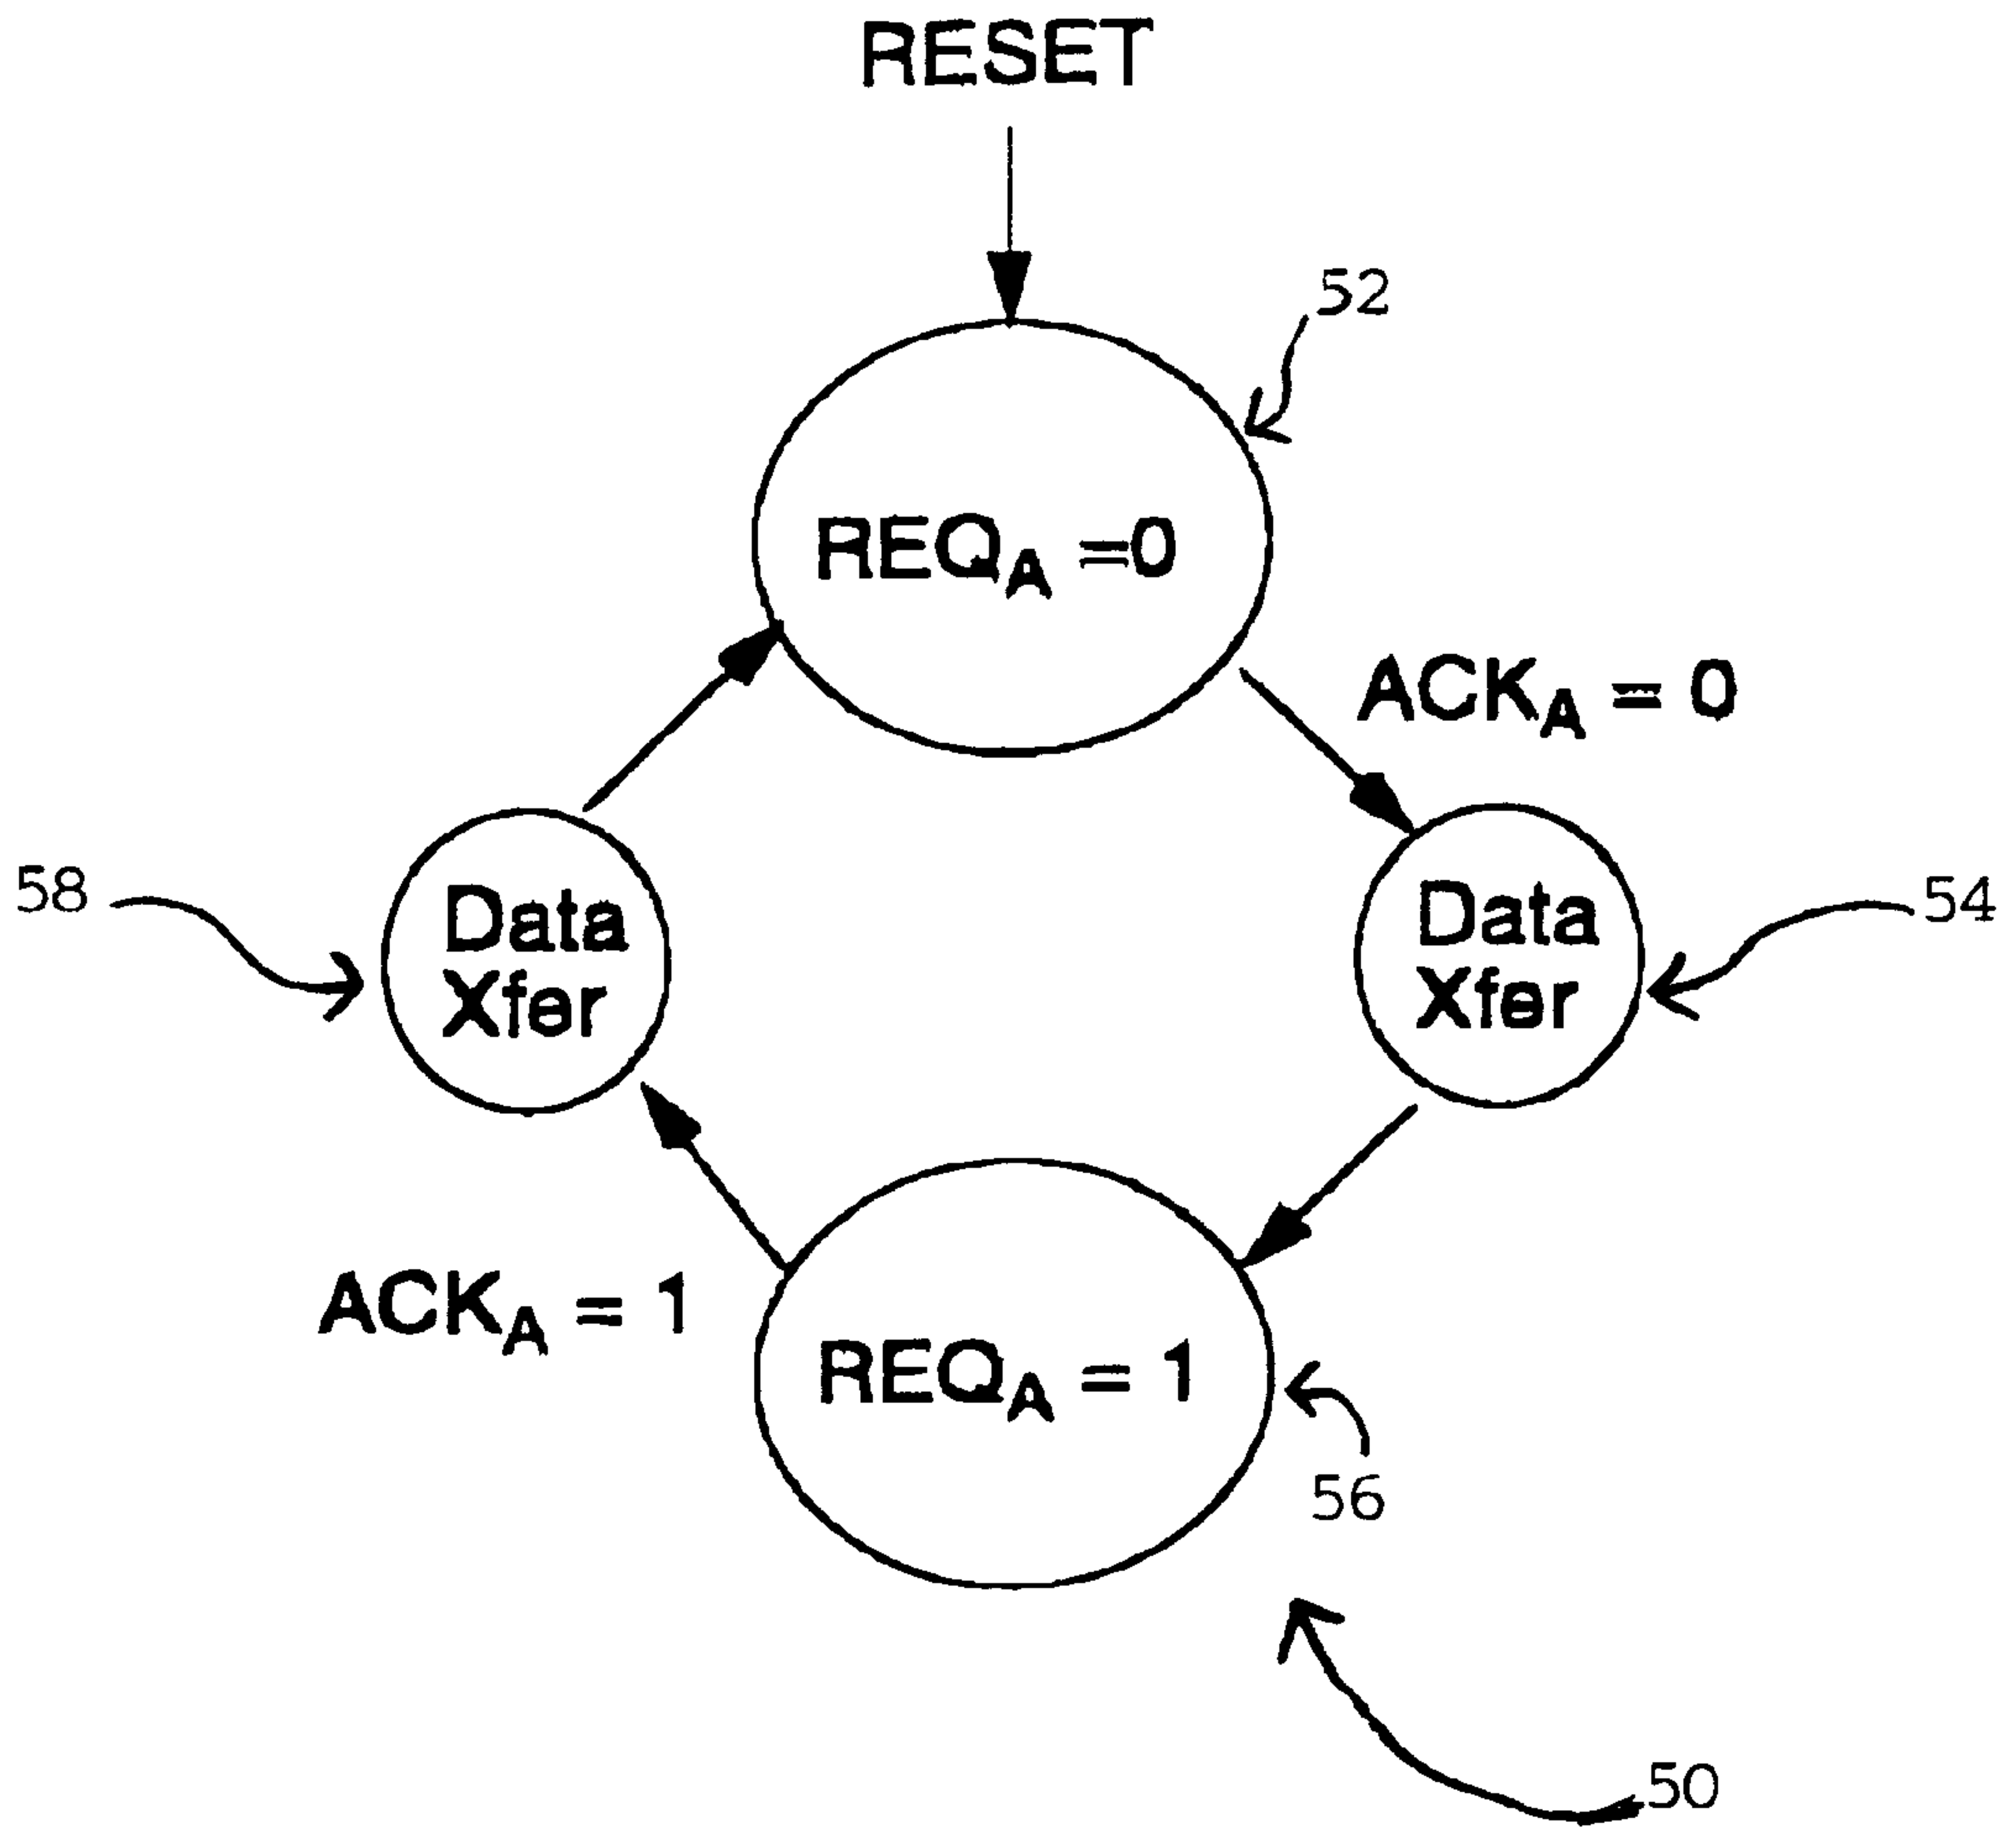 RESET
52
REQA =0
ACKA = 0
58
Data
Xfer
Data
Xfer
54
ACKA = 1
REQA = 1
56
50